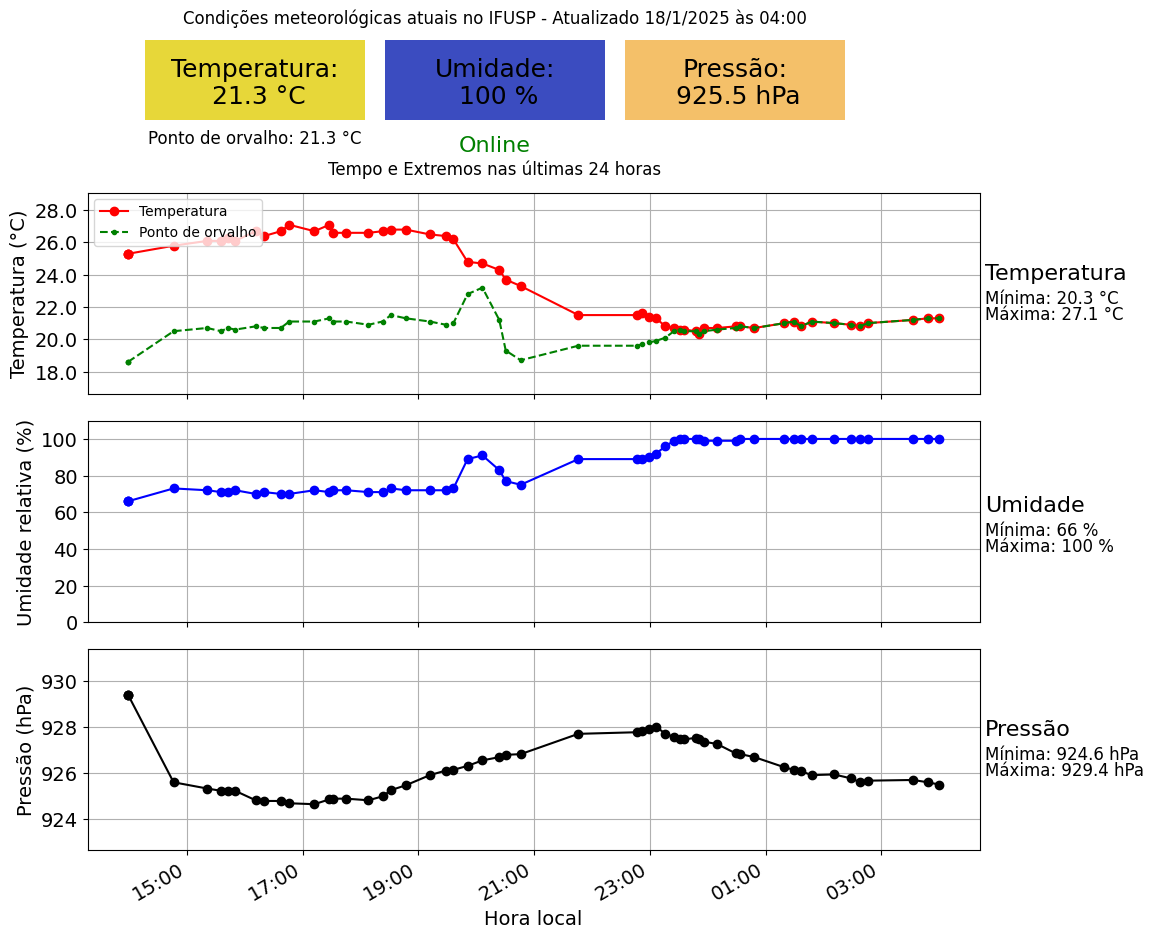 Condições meteorológicas atuais no IFUSP - Atualizado 18/1/2025 às 04:00
Temperatura:
21.3 °C
Umidade:
100 %
Pressão:
925.5 hPa
Ponto de orvalho: 21.3 °C
Online
Tempo e Extremos nas últimas 24 horas
Temperatura (°C)
28.0
26.0
24.0
22.0
20.0
18.0
Temperatura
Ponto de orvalho
Temperatura
Mínima: 20.3 °C
Máxima: 27.1 °C
Umidade relativa (%)
100
80
60
40
20
0
Umidade
Mínima: 66 %
Máxima: 100 %
Pressão (hPa)
930
928
926
924
Pressão
Mínima: 924.6 hPa
Máxima: 929.4 hPa
15:00 17:00 19:00 21:00 23:00 01:00 03:00
Hora local